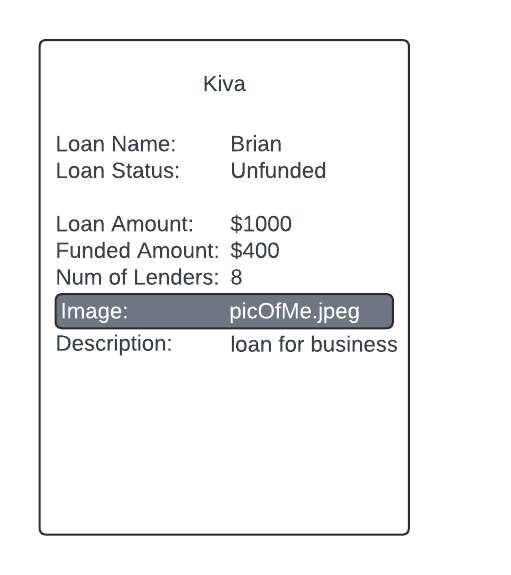 Kiva
Loan Name: Brian
Loan Status: Unfunded
Loan Amount: $1000
Funded Amount: $400
Num of Lenders: 8
Image: picOfMe.jpeg
Description: loan for business